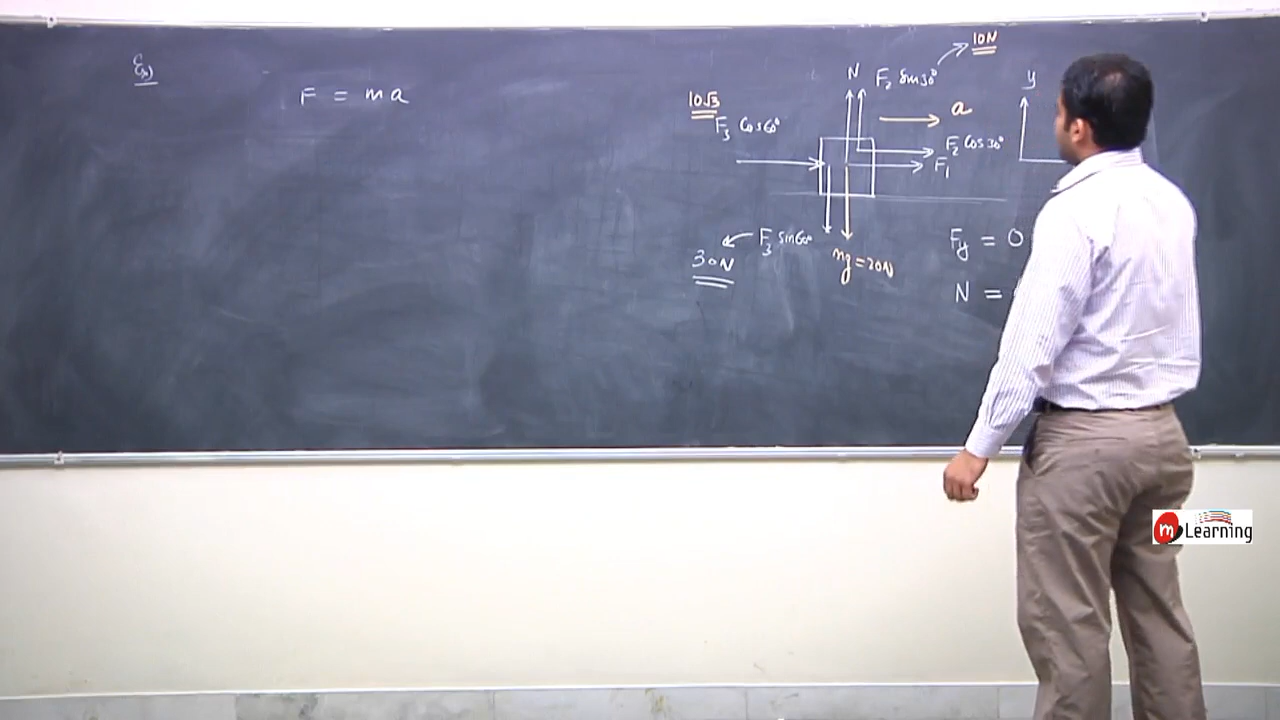 Ex)
F = ma
10√3
F₃ Cos60°
N
F₂ Sin30°
10N
a
y
F₂ Cos30°
F₁
F₃ sin60°
30N
mg = 20N
Fy = 0
N =
m Learning